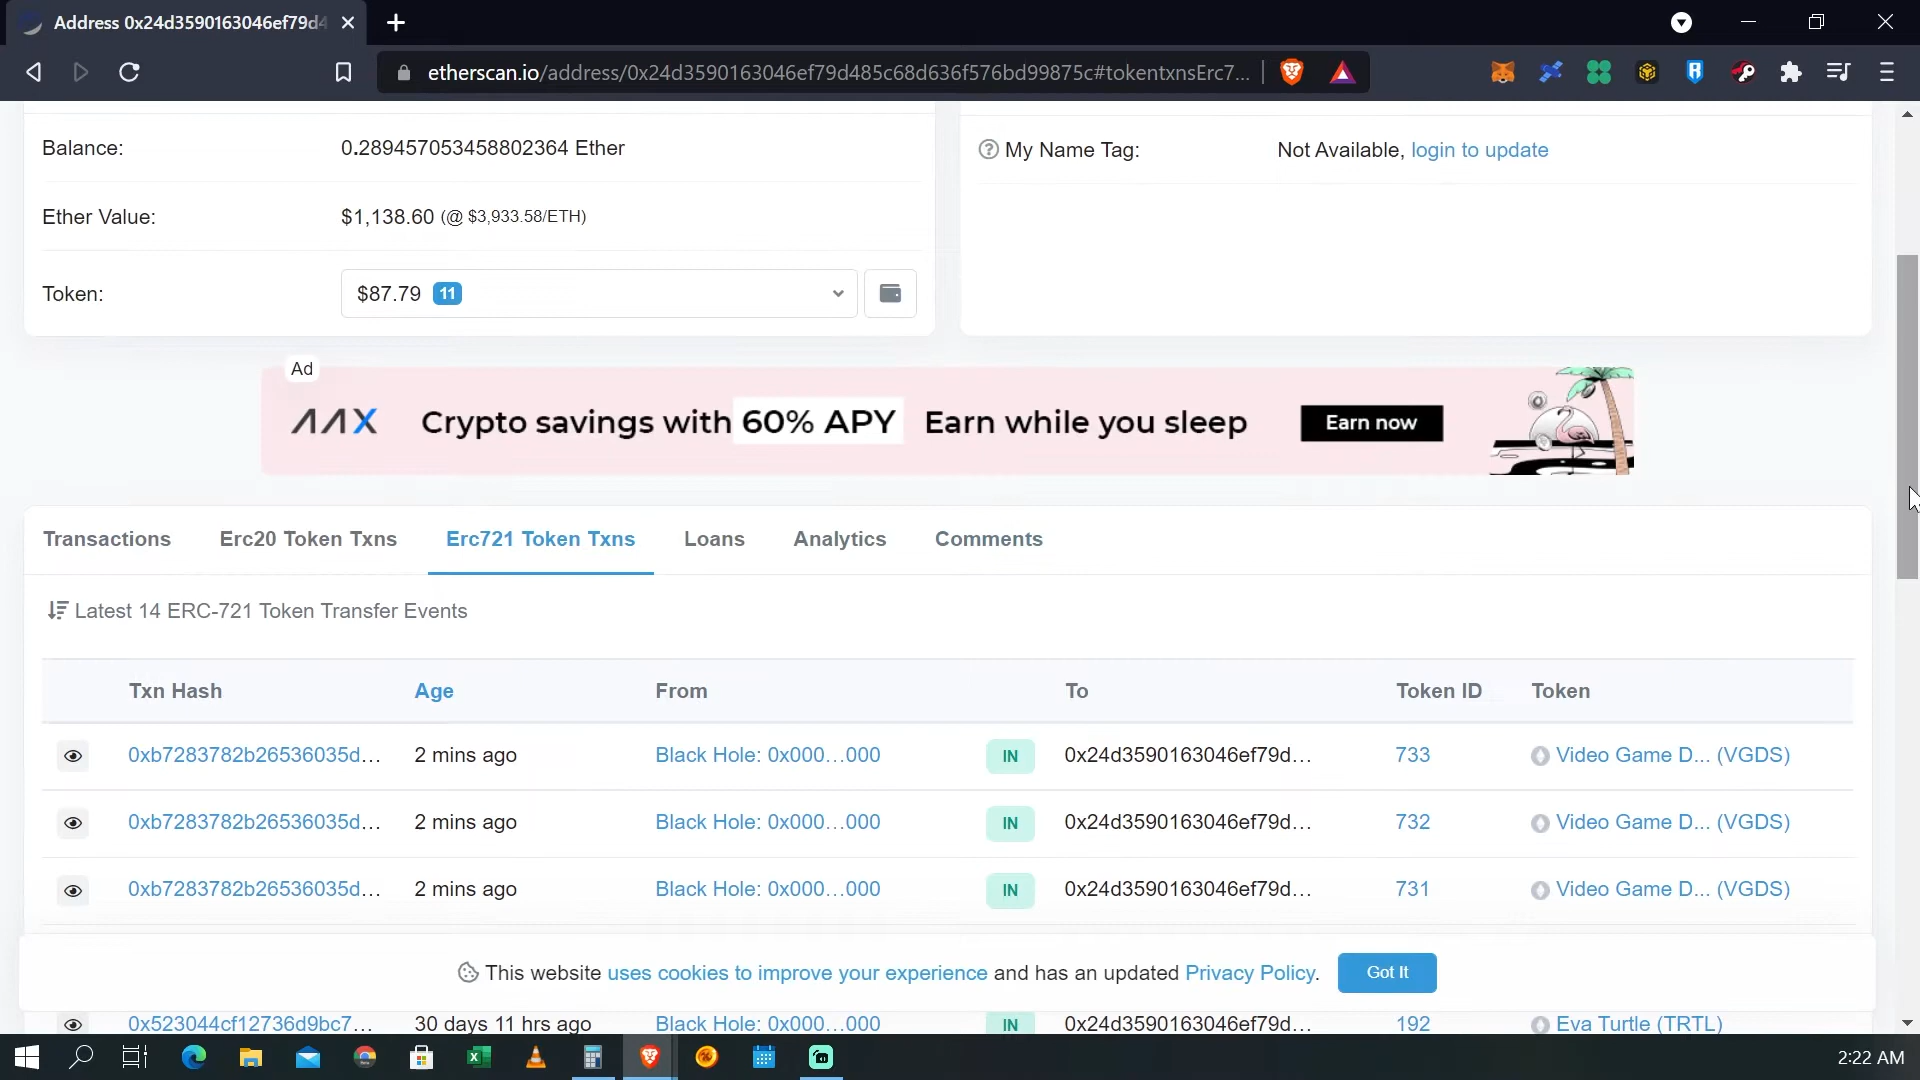 Address 0x24d3590163046ef79d4
etherscan.io/address/0x24d3590163046ef79d485c68d636f576bd99875c#tokentxnsErc7...
Balance:
0.289457053458802364 Ether
My Name Tag:
Not Available, login to update
Ether Value:
$1,138.60 (@ $3,933.58/ETH)
Token:
$87.79 11
Ad
AAX Crypto savings with 60% APY Earn while you sleep Earn now
Transactions Erc20 Token Txns Erc721 Token Txns Loans Analytics Comments
Latest 14 ERC-721 Token Transfer Events
Txn Hash Age From To Token ID Token
0xb7283782b26536035d... 2 mins ago Black Hole: 0x000...000 IN 0x24d3590163046ef79d... 733 Video Game D... (VGDS)
0xb7283782b26536035d... 2 mins ago Black Hole: 0x000...000 IN 0x24d3590163046ef79d... 732 Video Game D... (VGDS)
0xb7283782b26536035d... 2 mins ago Black Hole: 0x000...000 IN 0x24d3590163046ef79d... 731 Video Game D... (VGDS)
This website uses cookies to improve your experience and has an updated Privacy Policy. Got It
0x523044cf12736d9bc7... 30 days 11 hrs ago Black Hole: 0x000...000 IN 0x24d3590163046ef79d... 192 Eva Turtle (TRTL)
2:22 AM